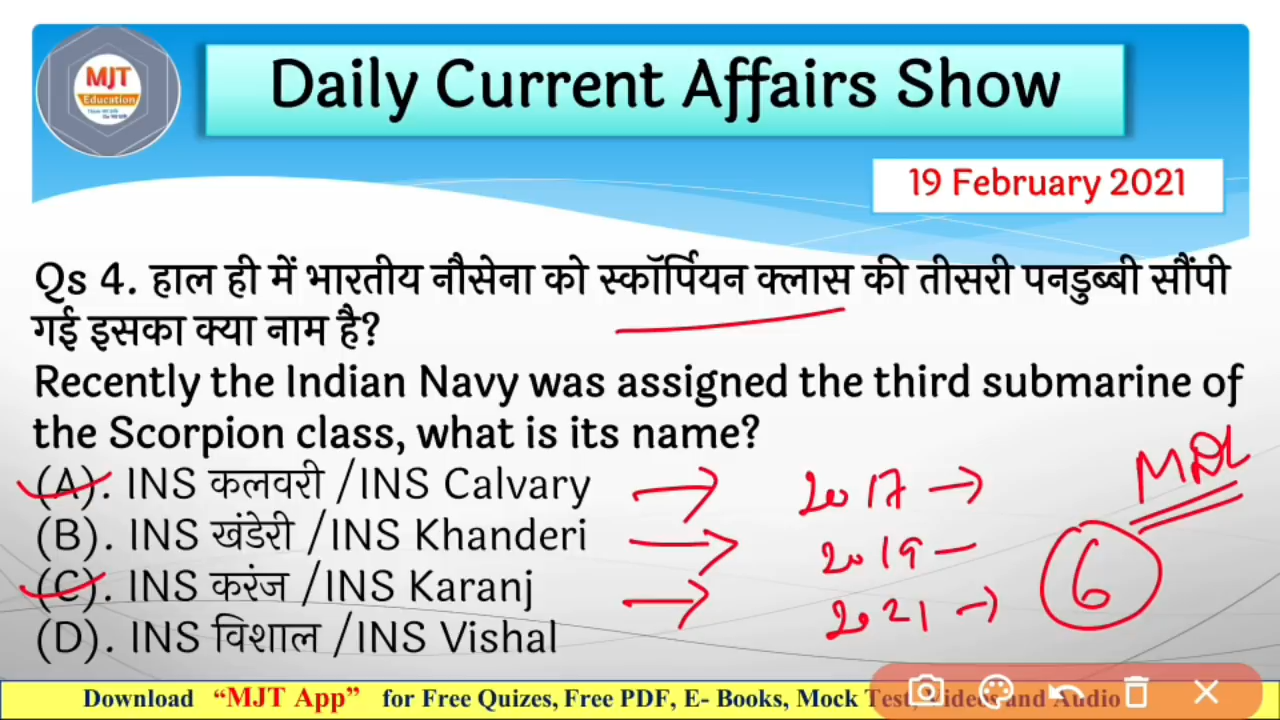 MJT
Education
Daily Current Affairs Show
19 February 2021
Qs 4. हाल ही में भारतीय नौसेना को स्कॉर्पियन क्लास की तीसरी पनडुब्बी सौंपी
गई इसका क्या नाम है?
Recently the Indian Navy was assigned the third submarine of
the Scorpion class, what is its name?
(A). INS कलवरी /INS Calvary → 2017 →
(B). INS खंडेरी /INS Khanderi → 2019 –
(C). INS करंज /INS Karanj → 2021 →
(D). INS विशाल /INS Vishal
MDL
6
Download “MJT App” for Free Quizes, Free PDF, E- Books, Mock Test, Videos and Audio